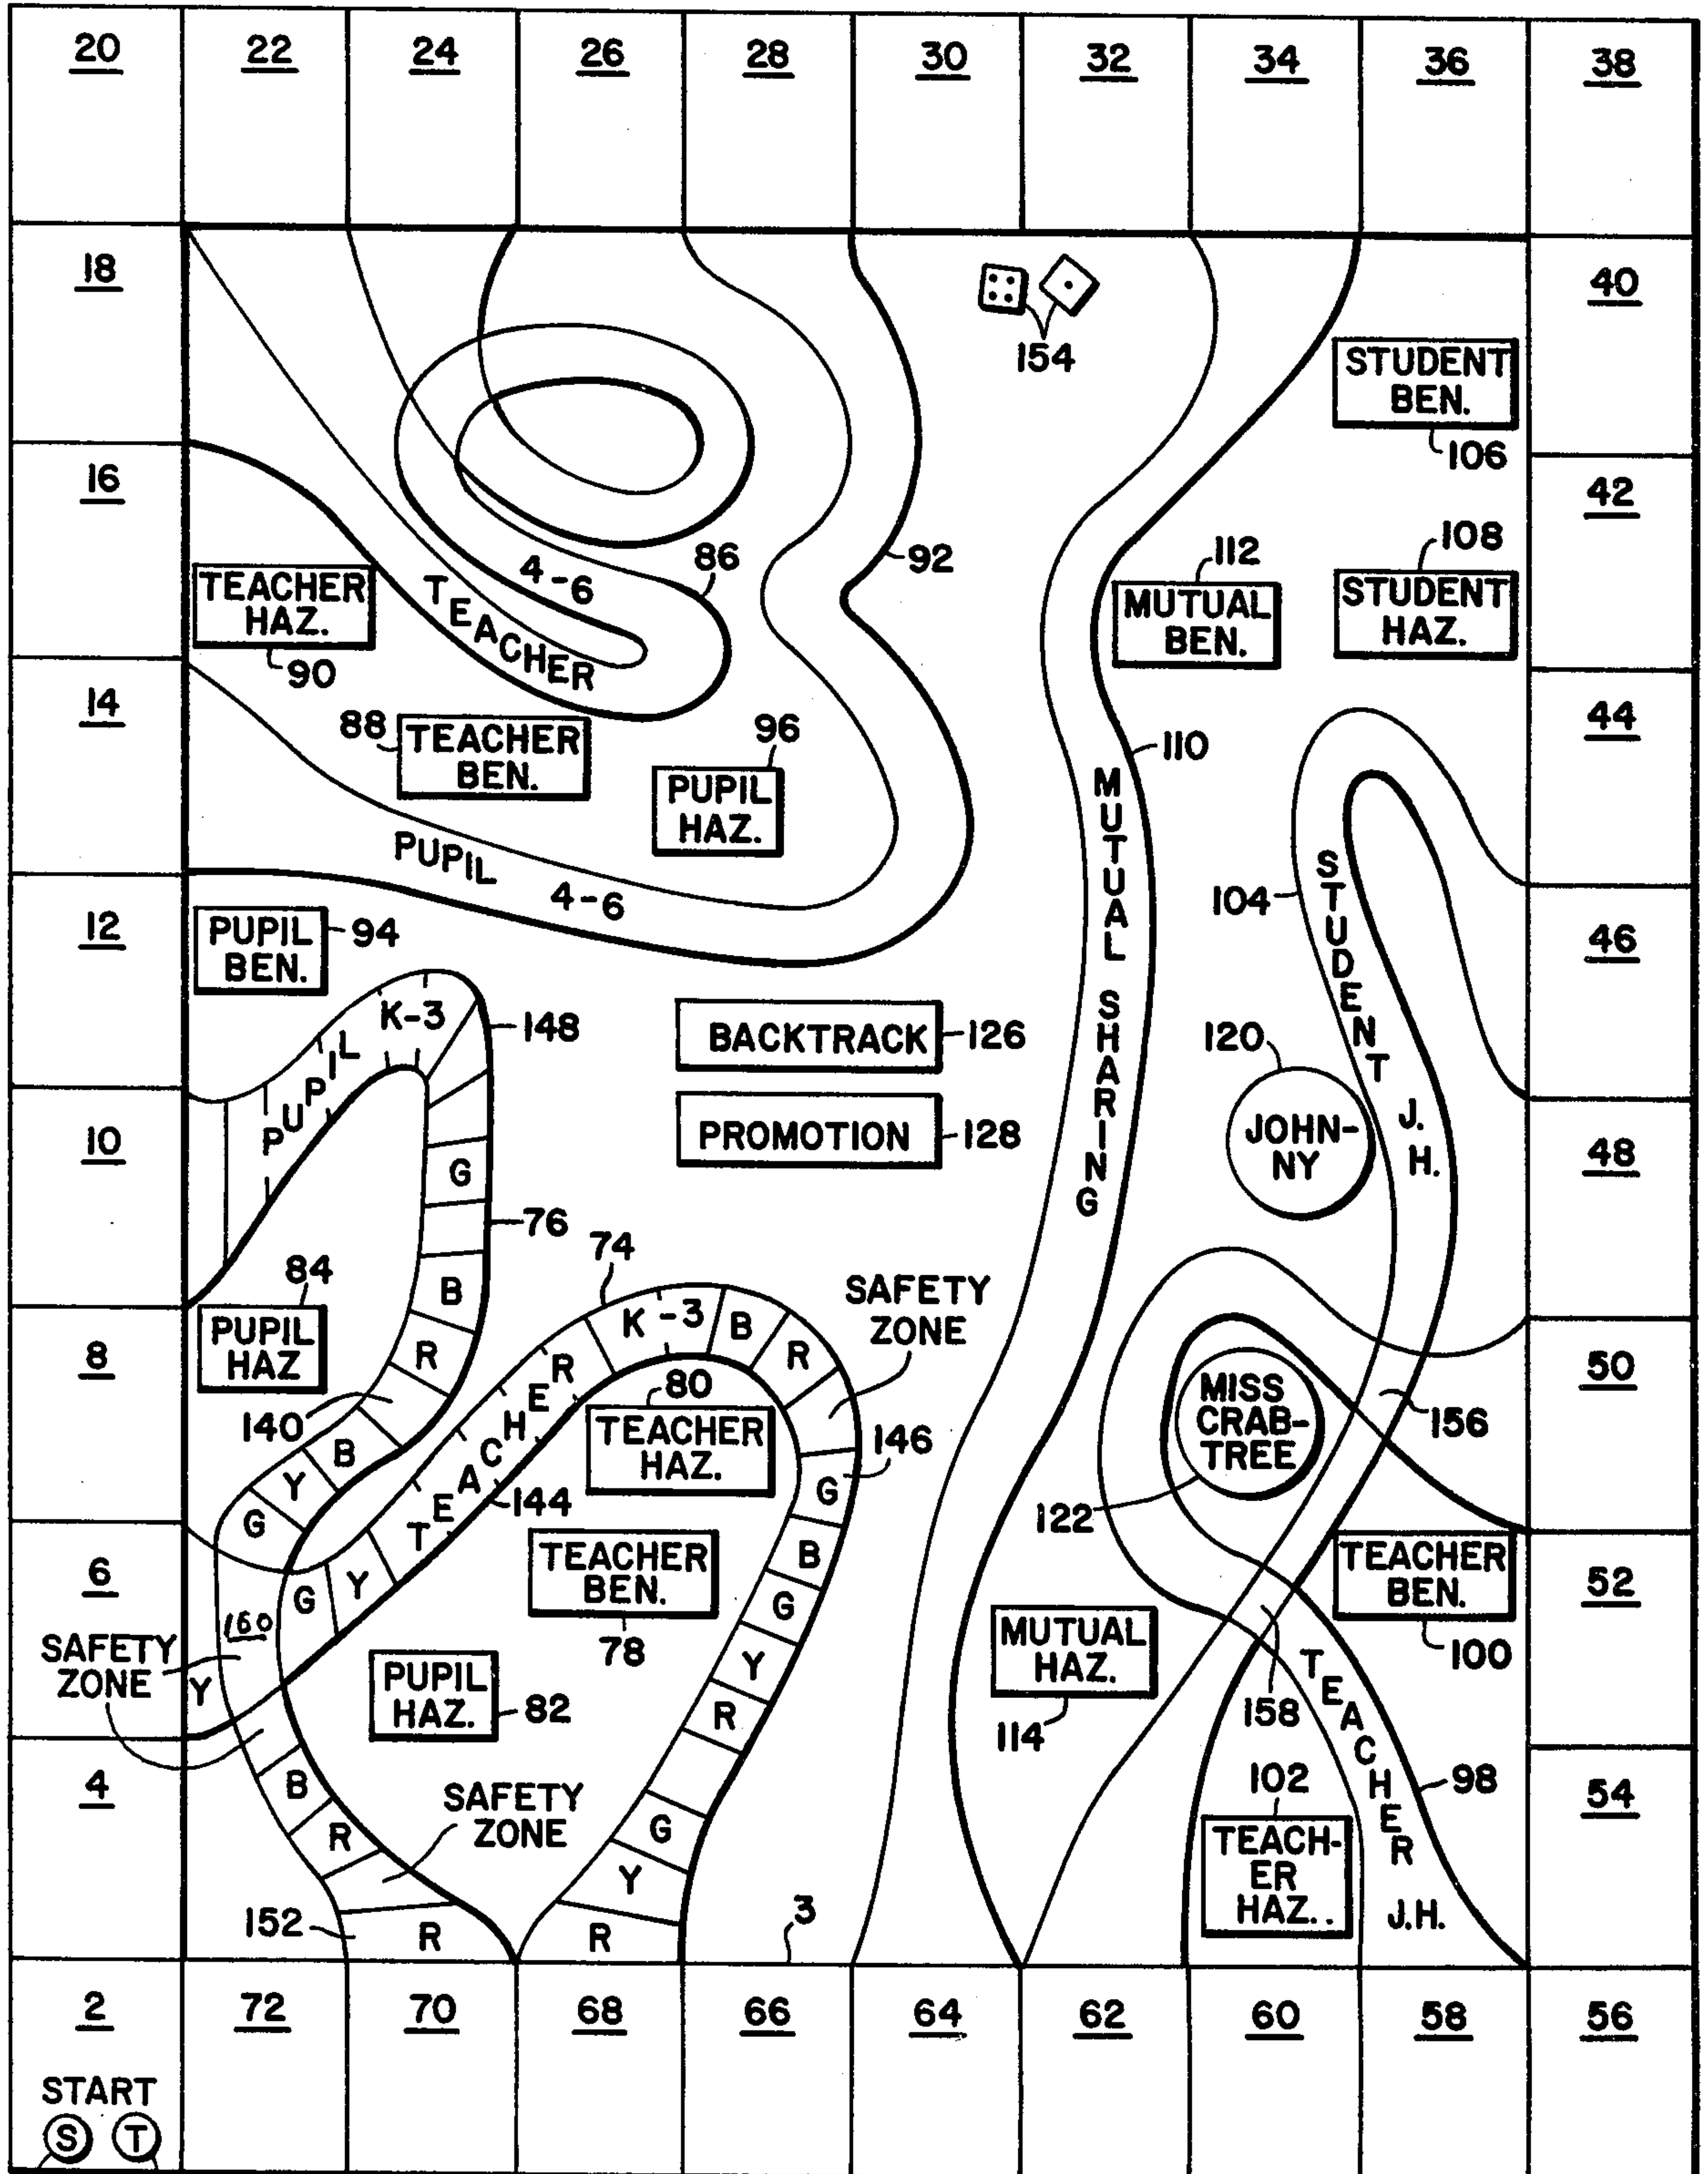 20 22 24 26 28 30 32 34 36 38
18
40
154
STUDENT
BEN.
106
16
42
108
86
92
112
4-6
TEACHER
HAZ.
90
TEACHER
MUTUAL
BEN.
STUDENT
HAZ.
14
44
88
TEACHER
BEN.
96
PUPIL
HAZ.
110
PUPIL
4-6
MUTUAL SHARING
104
STUDENT
J.
H.
12
46
PUPIL
BEN.
94
K-3
148
PUPIL
BACKTRACK
126
PROMOTION
128
120
JOHN-
NY
10
48
G
76
B
R
84
PUPIL
HAZ
74
SAFETY
ZONE
K-3
B
R
8
50
140
80
TEACHER
HAZ.
146
MISS
CRAB-
TREE
156
122
B
Y
G
TEACHER
144
G
B
G
Y
R
G
Y
R
6
52
G
Y
160
SAFETY
ZONE
Y
TEACHER
BEN.
78
TEACHER
BEN.
100
MUTUAL
HAZ.
114
158
PUPIL
HAZ.
82
TEACHER
J.H.
98
4
54
B
R
SAFETY
ZONE
102
TEACH-
ER
HAZ..
152
R
3
2 72 70 68 66 64 62 60 58 56
START
S T